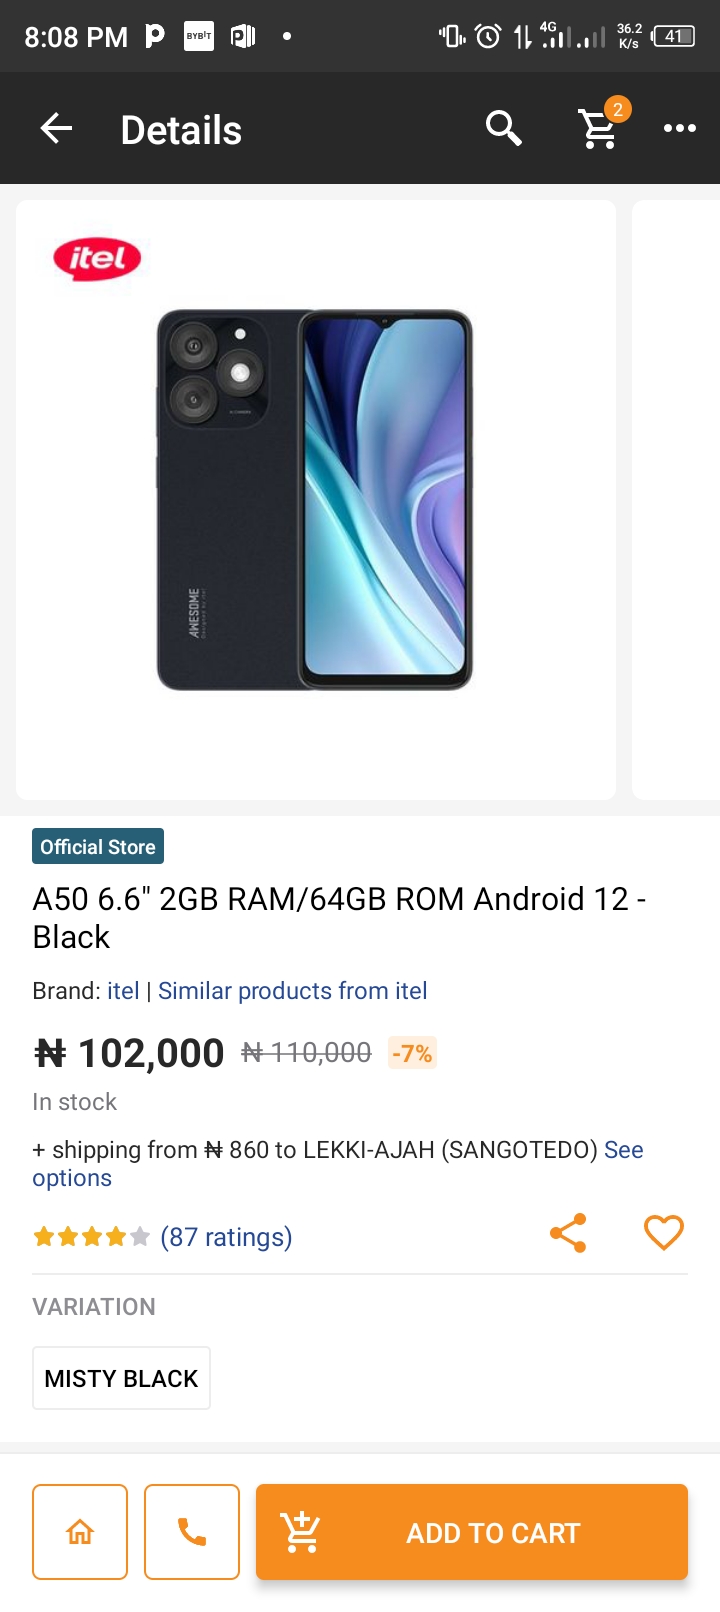 8:08 PM
BYBIT
4G
36.2
K/s
41
Details
2
itel
AWESOME
Official Store
A50 6.6" 2GB RAM/64GB ROM Android 12 -
Black
Brand: itel | Similar products from itel
₦ 102,000 ₦ 110,000 -7%
In stock
+ shipping from ₦ 860 to LEKKI-AJAH (SANGOTEDO) See
options
(87 ratings)
VARIATION
MISTY BLACK
ADD TO CART